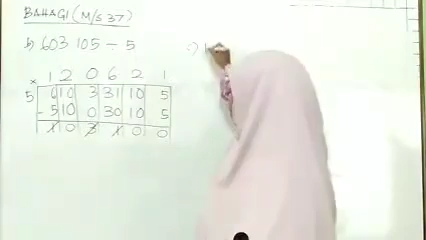 BAHAGI (M/S 37)
b) 603 105 ÷ 5
c) 1
x 1 2 0 6 2 1
5 6 10 3 31 10 5
- 5 10 0 30 10 5
1 0 3 1 0 0